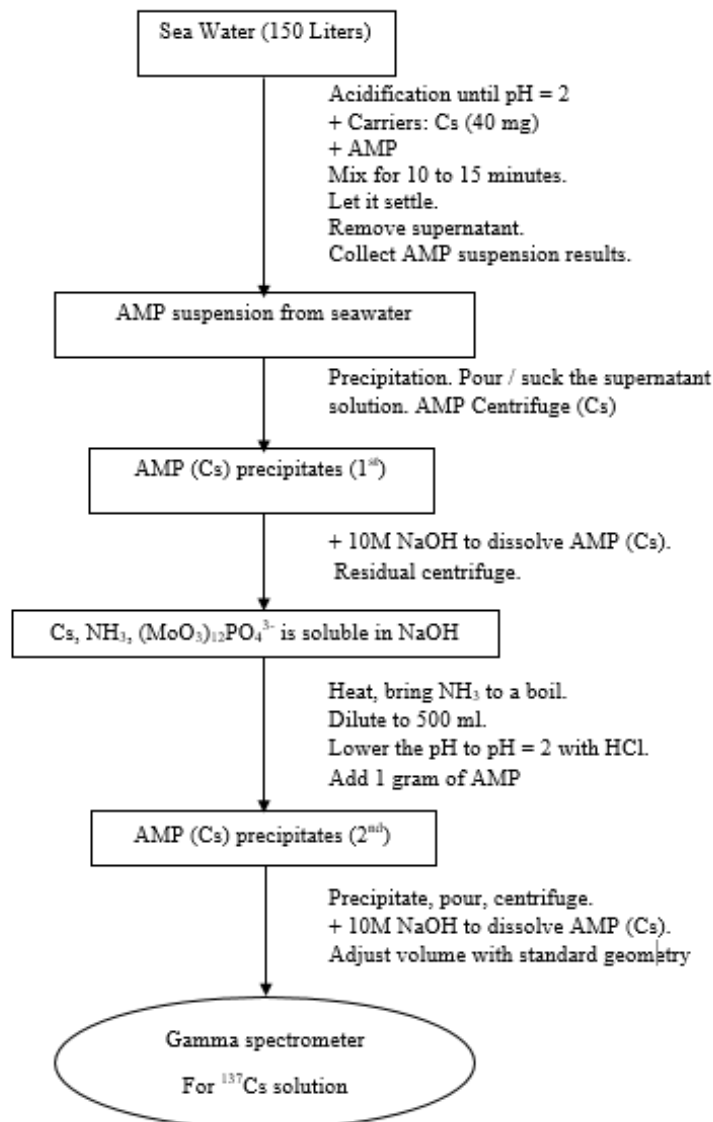 Sea Water (150 Liters)
Acidification until pH = 2
+ Carriers: Cs (40 mg)
+ AMP
Mix for 10 to 15 minutes.
Let it settle.
Remove supernatant.
Collect AMP suspension results.
AMP suspension from seawater
Precipitation. Pour / suck the supernatant
solution. AMP Centrifuge (Cs)
AMP (Cs) precipitates (1ˢᵗ)
+ 10M NaOH to dissolve AMP (Cs).
Residual centrifuge.
Cs, NH₃, (MoO₃)₁₂PO₄³⁻ is soluble in NaOH
Heat, bring NH₃ to a boil.
Dilute to 500 ml.
Lower the pH to pH = 2 with HCl.
Add 1 gram of AMP
AMP (Cs) precipitates (2ⁿᵈ)
Precipitate, pour, centrifuge.
+ 10M NaOH to dissolve AMP (Cs).
Adjust volume with standard geometry
Gamma spectrometer
For ¹³⁷Cs solution